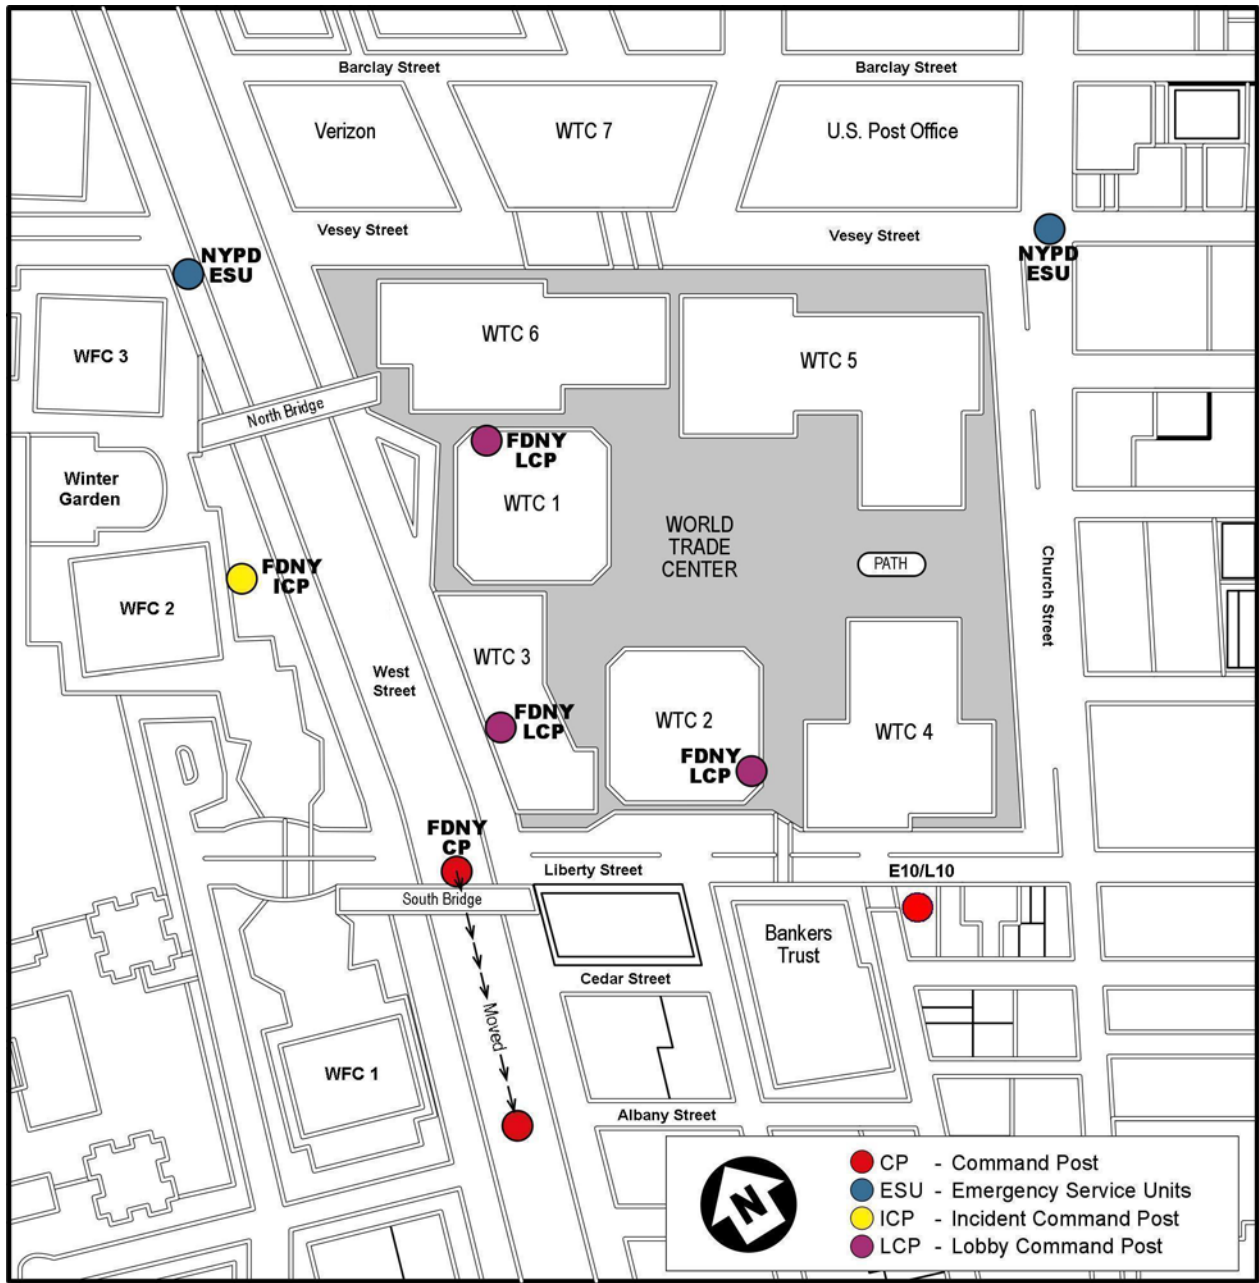 Barclay Street
Barclay Street
Verizon
WTC 7
U.S. Post Office
Vesey Street
Vesey Street
NYPD
ESU
NYPD
ESU
WFC 3
WTC 6
WTC 5
North Bridge
FDNY
LCP
Winter
Garden
WTC 1
WORLD
TRADE
CENTER
PATH
Church Street
FDNY
ICP
WFC 2
West
Street
WTC 3
FDNY
LCP
WTC 2
FDNY
LCP
WTC 4
FDNY
CP
Liberty Street
E10/L10
South Bridge
Bankers
Trust
Cedar Street
Moved
WFC 1
Albany Street
N
CP - Command Post
ESU - Emergency Service Units
ICP - Incident Command Post
LCP - Lobby Command Post